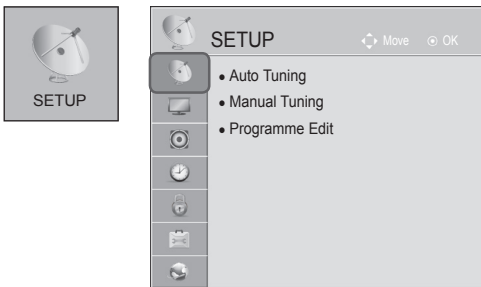 SETUP
SETUP Move OK
• Auto Tuning
• Manual Tuning
• Programme Edit